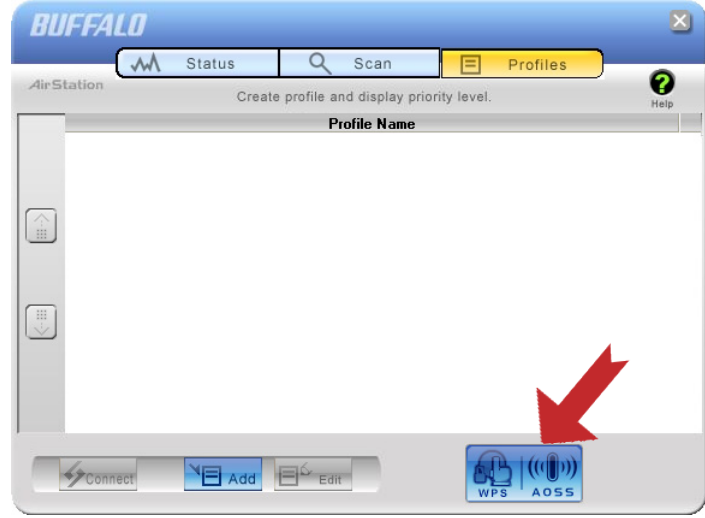 BUFFALO
Status Scan Profiles
AirStation
Create profile and display priority level.
Help
Profile Name
Connect Add Edit
WPS AOSS